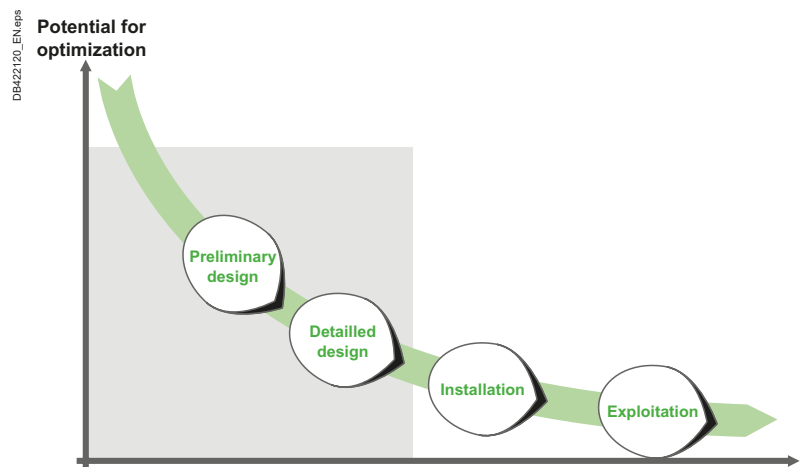 DB422120_EN.eps
Potential for
optimization
Preliminary
design
Detailled
design
Installation
Exploitation